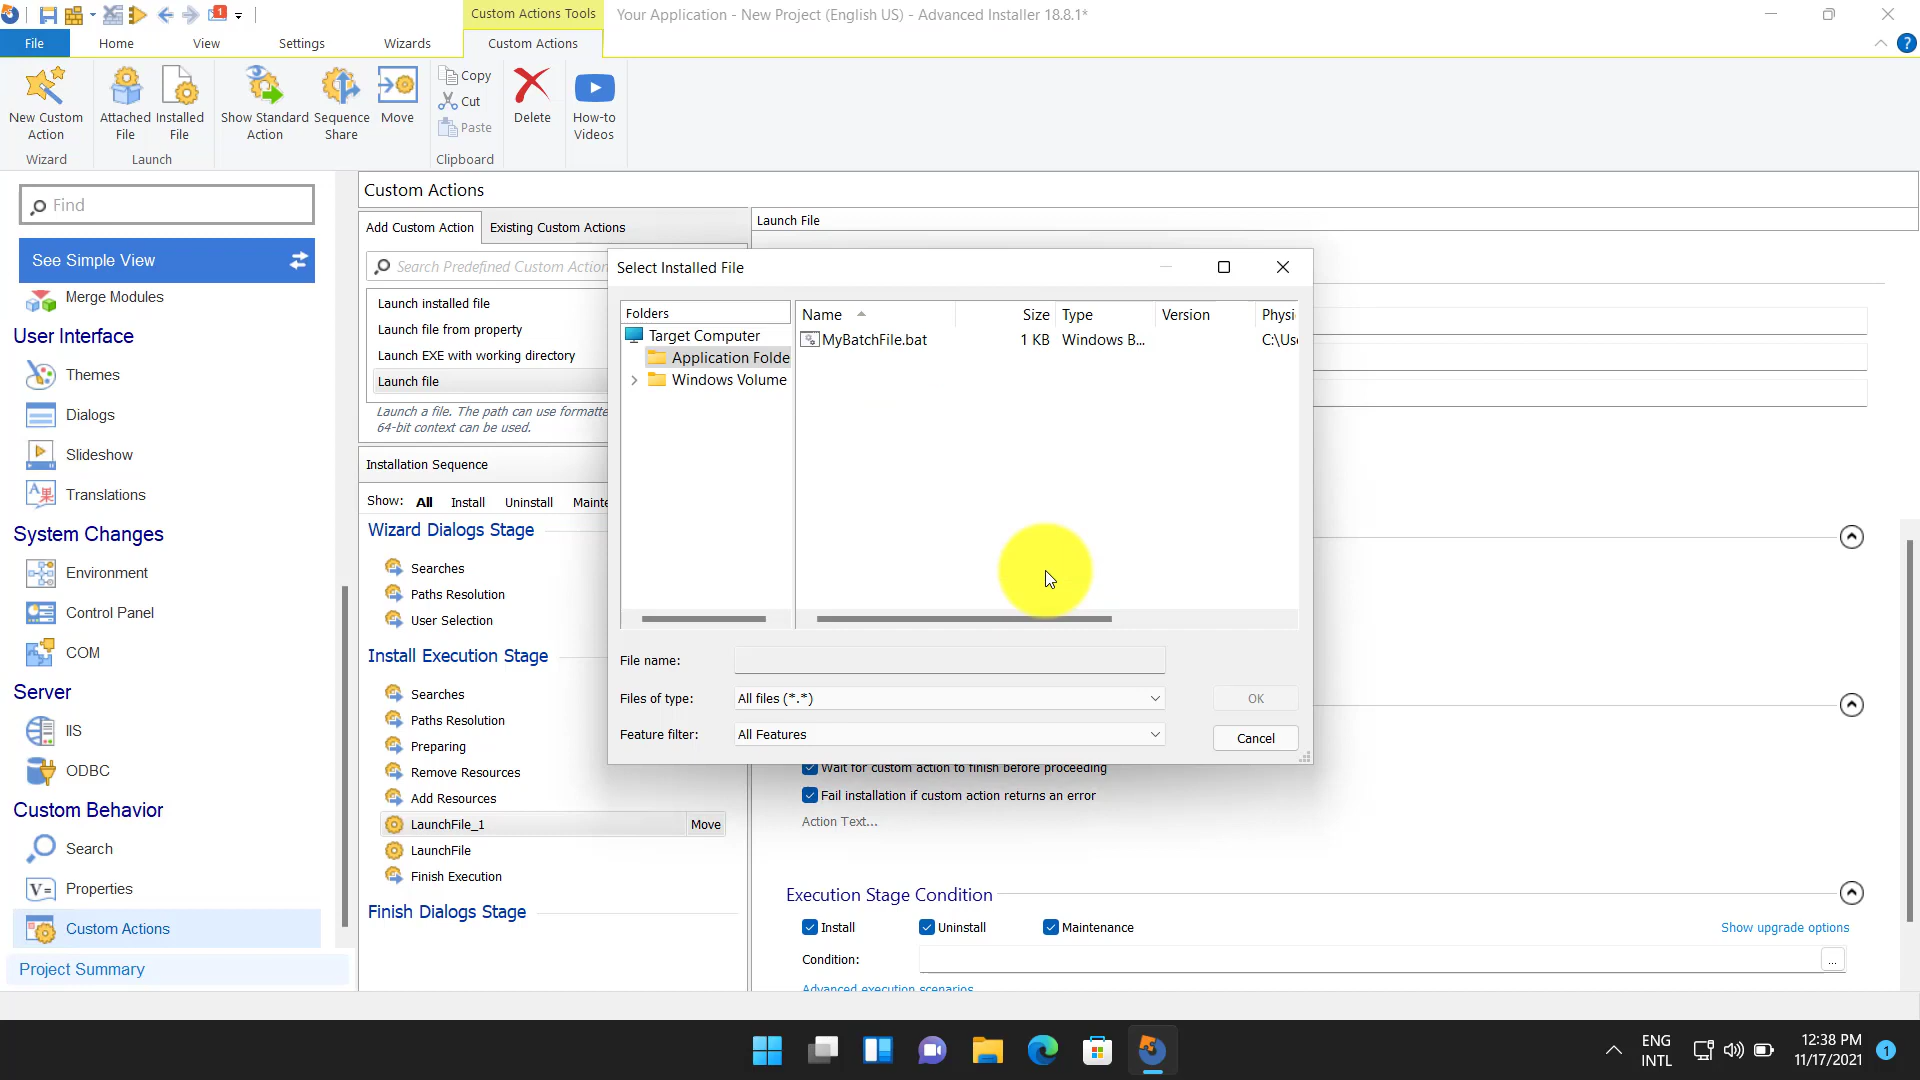 Custom Actions Tools
Your Application - New Project (English US) - Advanced Installer 18.8.1*
File
Home
View
Settings
Wizards
Custom Actions
New Custom Action
Attached File
Installed File
Show Standard Action
Sequence Share
Move
Copy
Cut
Paste
Delete
How-to Videos
Wizard
Launch
Clipboard
Find
See Simple View
Merge Modules
User Interface
Themes
Dialogs
Slideshow
Translations
System Changes
Environment
Control Panel
COM
Server
IIS
ODBC
Custom Behavior
Search
Properties
Custom Actions
Project Summary
Custom Actions
Add Custom Action
Existing Custom Actions
Search Predefined Custom Action
Launch installed file
Launch file from property
Launch EXE with working directory
Launch file
Launch a file. The path can use formatte
64-bit context can be used.
Installation Sequence
Show: All Install Uninstall Mainte
Wizard Dialogs Stage
Searches
Paths Resolution
User Selection
Install Execution Stage
Searches
Paths Resolution
Preparing
Remove Resources
Add Resources
LaunchFile_1
Move
LaunchFile
Finish Execution
Finish Dialogs Stage
Launch File
Select Installed File
Folders
Target Computer
Application Folde
Windows Volume
Name Size Type Version Physi
MyBatchFile.bat 1 KB Windows B... C:\Use
File name:
Files of type: All files (*.*)
OK
Feature filter: All Features
Cancel
Wait for custom action to finish before proceeding
Fail installation if custom action returns an error
Action Text...
Execution Stage Condition
Install
Uninstall
Maintenance
Show upgrade options
Condition:
...
Advanced execution scenarios
ENG
INTL
12:38 PM
11/17/2021
1